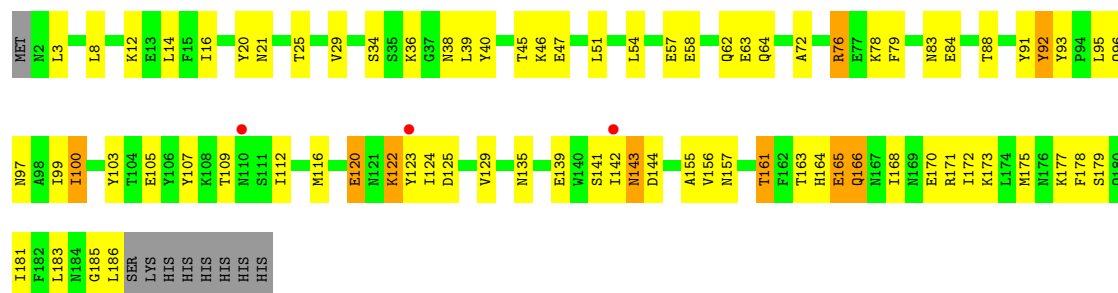 MET N2 L3 L8 K12 E13 L14 F15 I16 Y20 N21 T25 V29 S34 S35 K36 G37 N38 L39 Y40 T45 K46 E47 L51 L54 E57 E58 Q62 E63 Q64 A72 R76 E77 K78 F79 N83 E84 T88 Y91 Y92 Y93 P94 L95
N97 A98 I99 I100 Y103 T104 E105 Y106 Y107 K108 T109 N110 S111 I112 M116 E120 N121 K122 Y123 I124 D125 V129 N135 E139 W140 S141 I142 N143 D144 A155 V156 N157 T161 F162 T163 H164 E165 Q166 N167 I168 N169 E170 R171 I172 K173 L174 M175 N176 K177 F178 S179
I181 F182 L183 N184 G185 L186 SER LYS HIS HIS HIS HIS HIS HIS